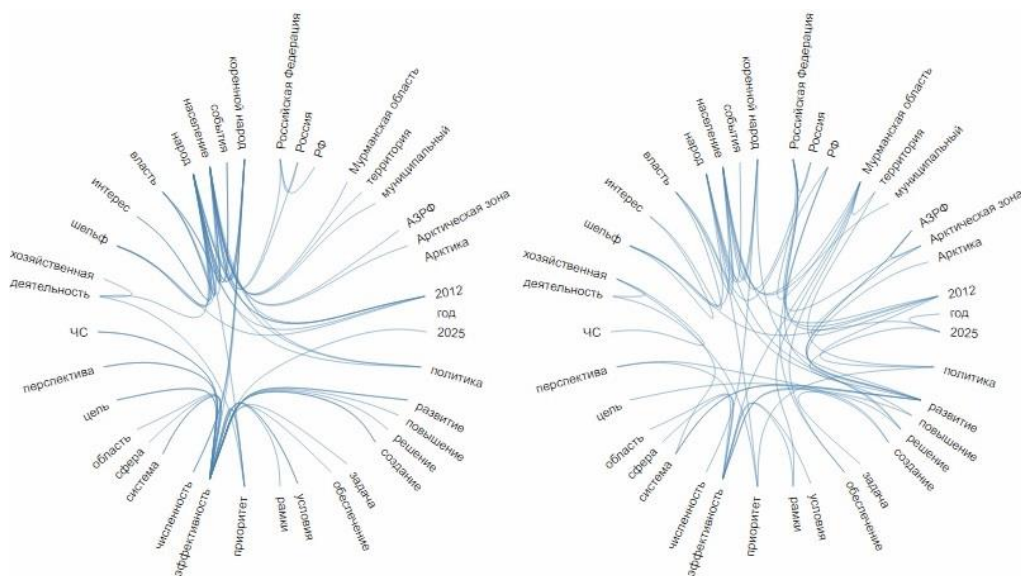 коренной народ
события
население
народ
власть
интерес
шельф
хозяйственная
деятельность
ЧС
перспектива
цель
область
сфера
система
численность
эффективность
приоритет
рамки
условия
обеспечение
задача
создание
решение
повышение
развитие
политика
2025
год
2012
Арктика
Арктическая зона
АЗРФ
муниципальный
территория
Мурманская область
РФ
Россия
Российская Федерация
коренной народ
события
население
народ
власть
интерес
шельф
хозяйственная
деятельность
ЧС
перспектива
цель
область
сфера
система
численность
эффективность
приоритет
рамки
условия
обеспечение
задача
создание
решение
повышение
развитие
политика
2025
год
2012
Арктика
Арктическая зона
АЗРФ
муниципальный
территория
Мурманская область
РФ
Россия
Российская Федерация